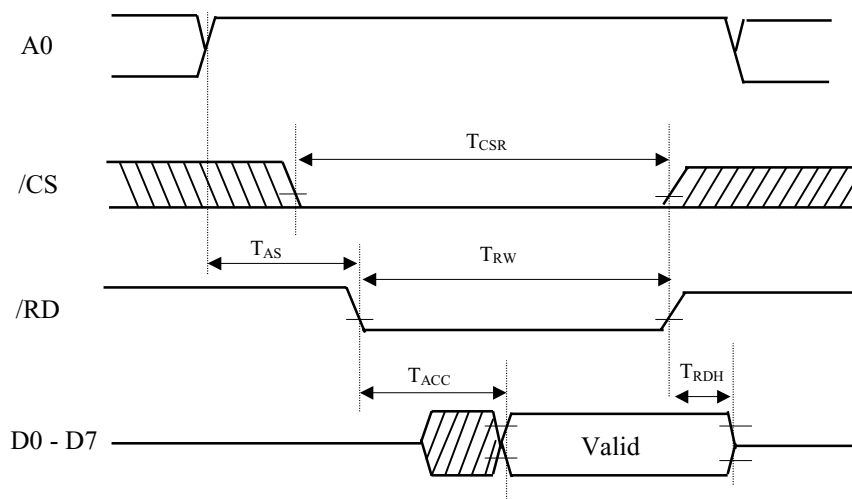 A0
T_CSR
/CS
T_AS
T_RW
/RD
T_ACC
T_RDH
D0 - D7
Valid